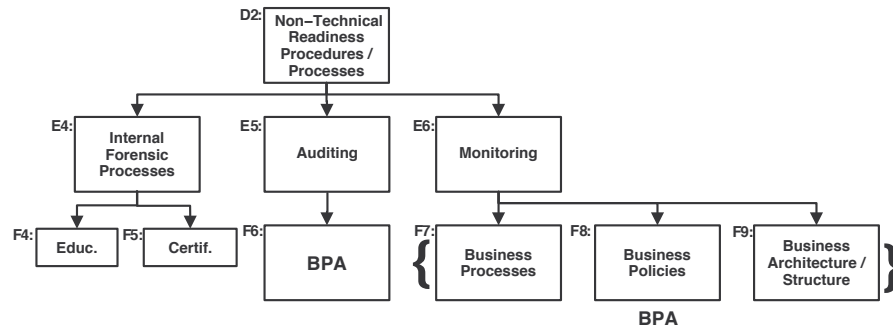 D2:
Non-Technical
Readiness
Procedures /
Processes
E4:
Internal
Forensic
Processes
E5:
Auditing
E6:
Monitoring
F4:
Educ.
F5:
Certif.
F6:
BPA
F7:
{
Business
Processes
F8:
Business
Policies
F9:
Business
Architecture /
Structure
}
BPA